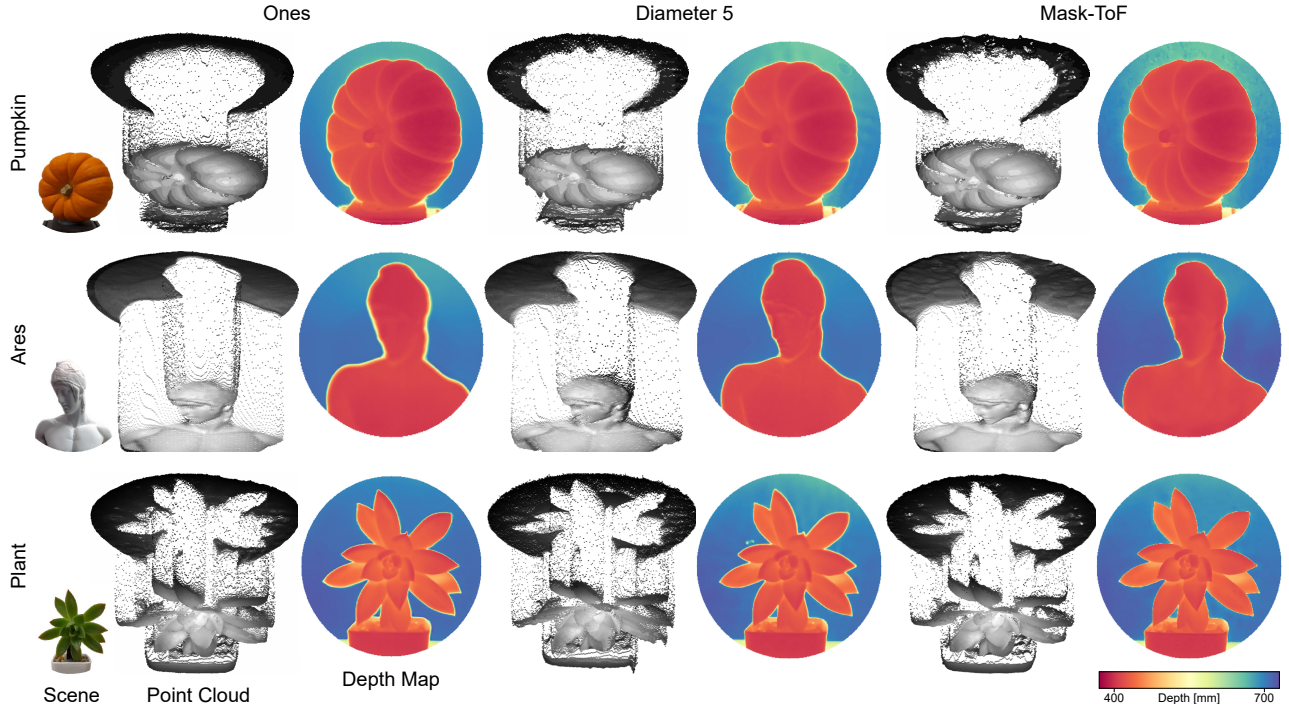 Ones
Diameter 5
Mask-ToF
Pumpkin
Ares
Plant
Scene
Point Cloud
Depth Map
400
Depth [mm]
700